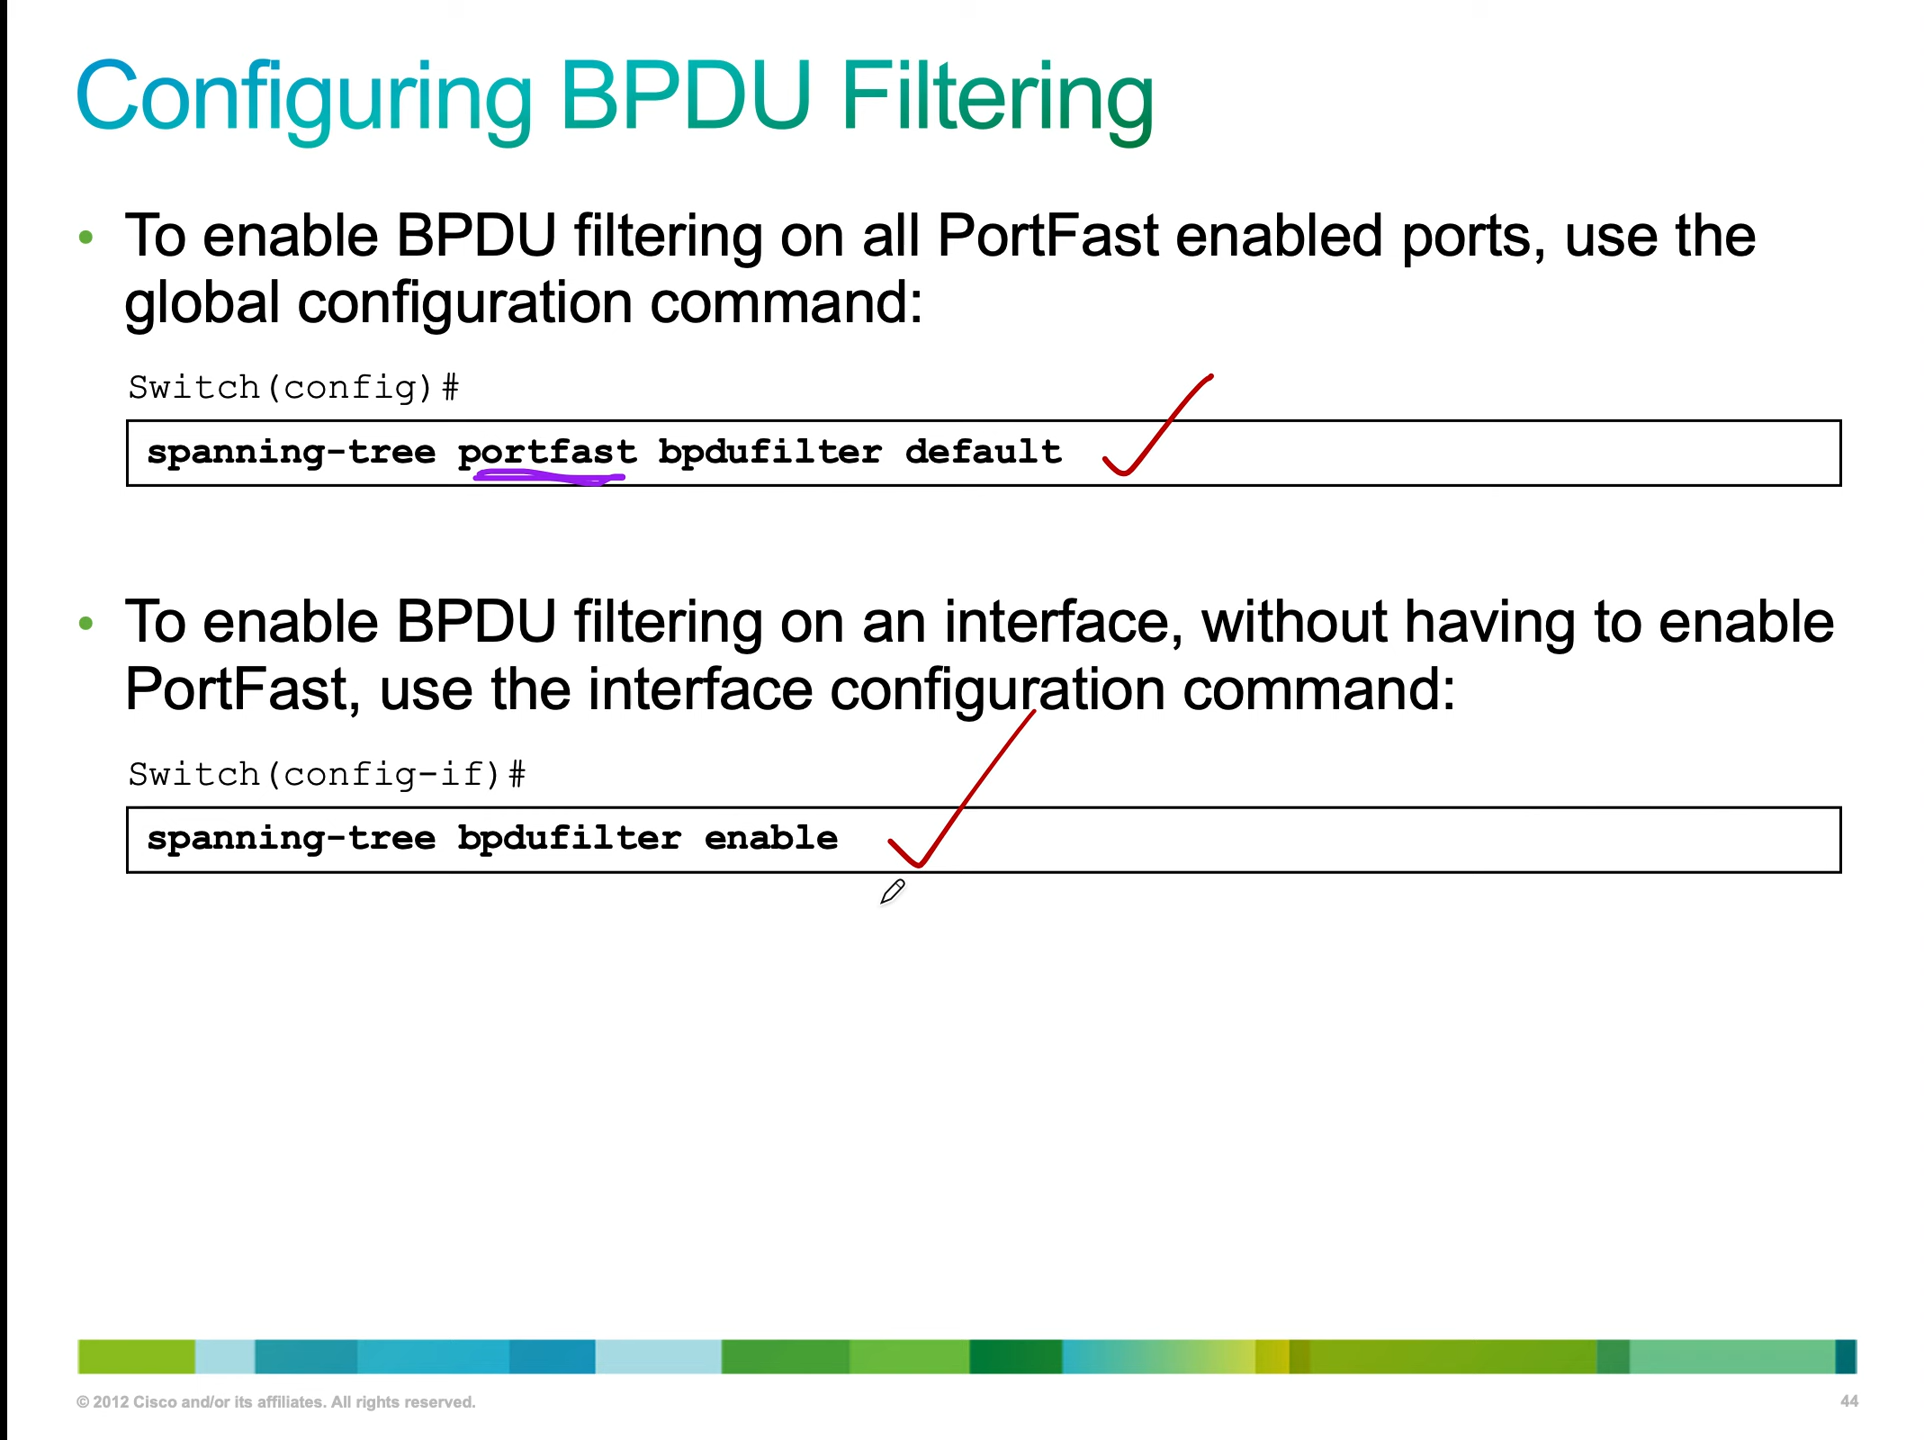 Configuring BPDU Filtering
• To enable BPDU filtering on all PortFast enabled ports, use the
global configuration command:
Switch(config)#
spanning-tree portfast bpdufilter default
• To enable BPDU filtering on an interface, without having to enable
PortFast, use the interface configuration command:
Switch(config-if)#
spanning-tree bpdufilter enable
© 2012 Cisco and/or its affiliates. All rights reserved.
44